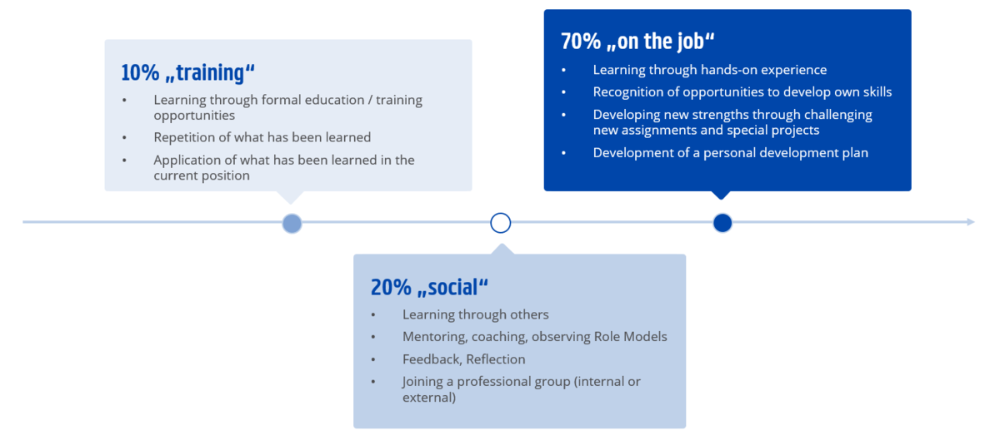 10% „training“
• Learning through formal education / training
opportunities
• Repetition of what has been learned
• Application of what has been learned in the
current position
20% „social“
• Learning through others
• Mentoring, coaching, observing Role Models
• Feedback, Reflection
• Joining a professional group (internal or
external)
70% „on the job“
• Learning through hands-on experience
• Recognition of opportunities to develop own skills
• Developing new strengths through challenging
new assignments and special projects
• Development of a personal development plan